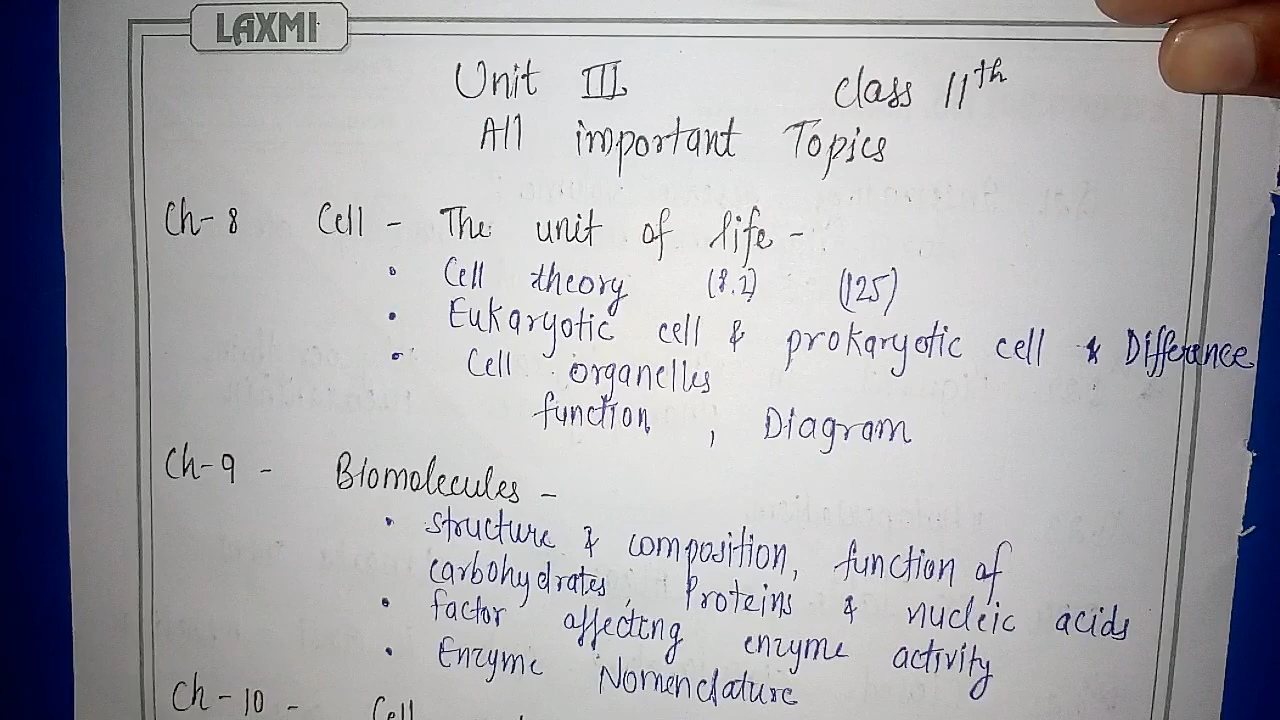 LAXMI
Unit III class 11th
All important Topics
Ch-8 Cell - The unit of life -
• Cell theory (8.2) (125)
• Eukaryotic cell & prokaryotic cell & Difference
• Cell organelles
function, Diagram
Ch-9 - Biomolecules -
• structure & composition, function of
carbohydrates, Proteins & nucleic acids
• factor affecting enzyme activity
• Enzyme Nomenclature
Ch-10 - Cell